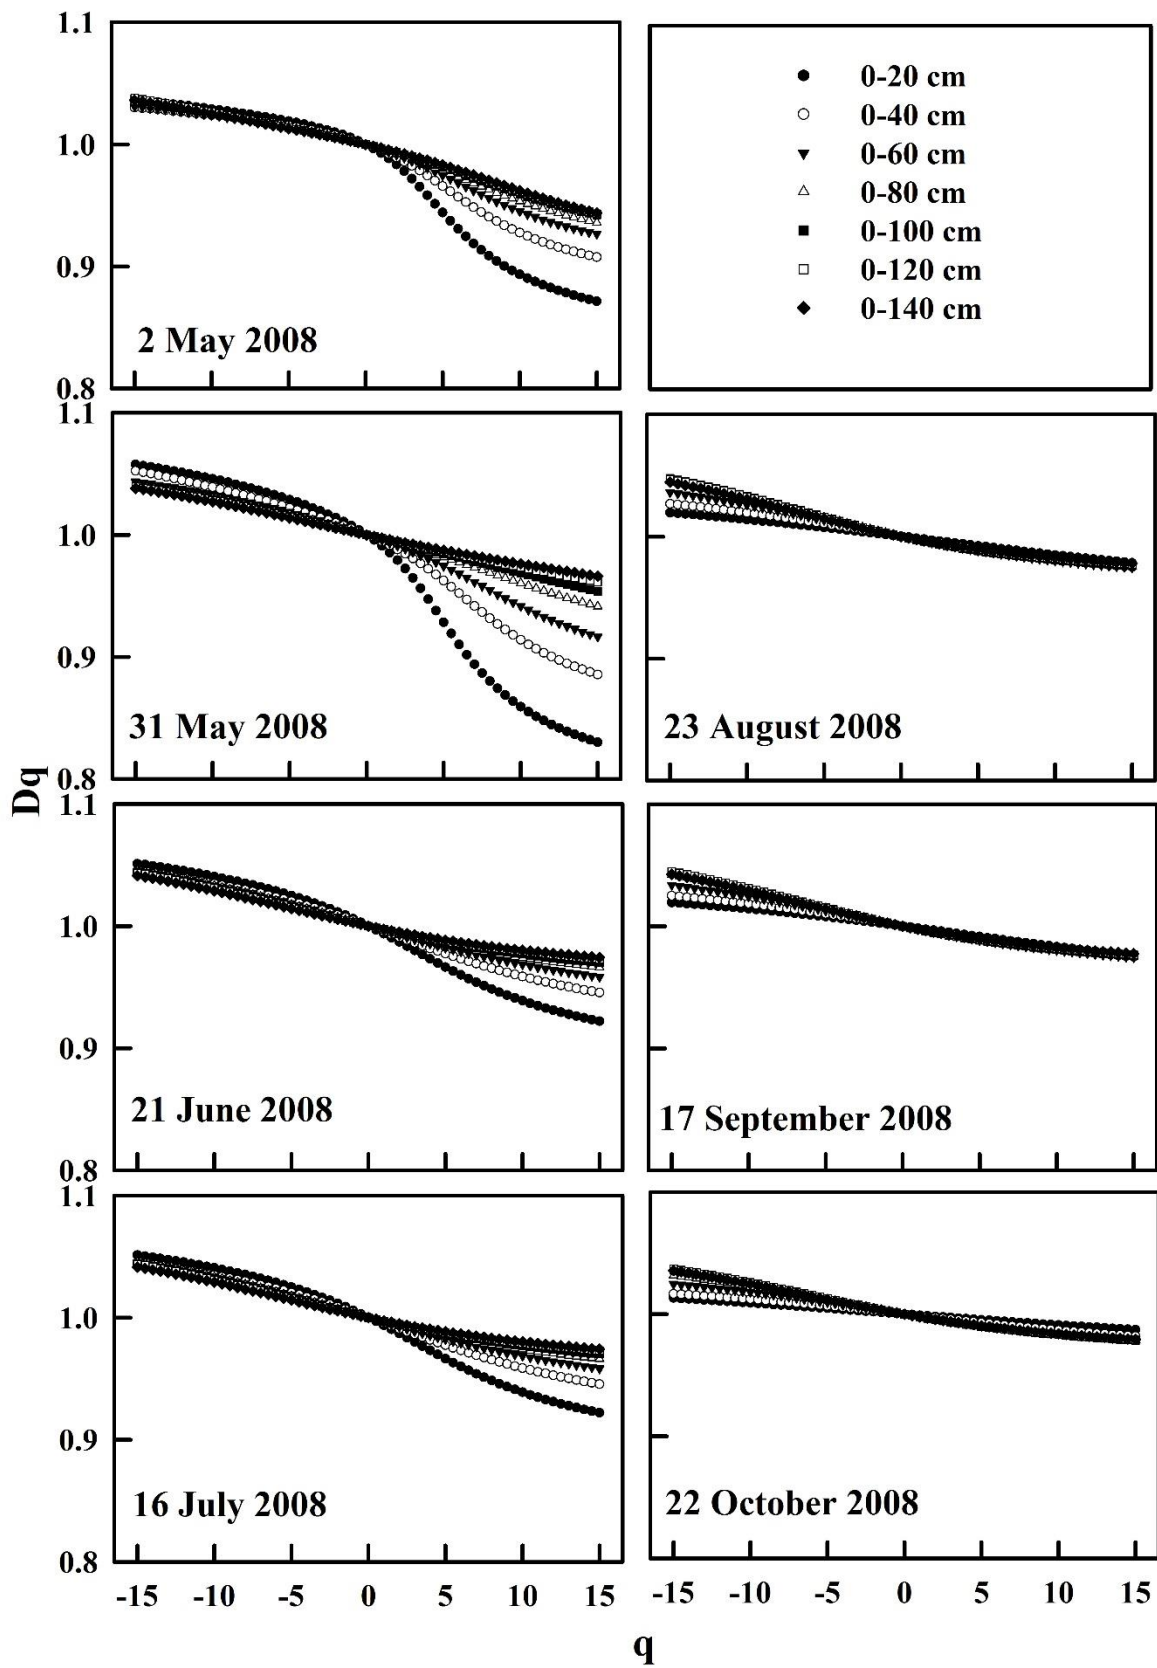 1.1
1.0
0.9
0.8
2 May 2008
0-20 cm
0-40 cm
0-60 cm
0-80 cm
0-100 cm
0-120 cm
0-140 cm
1.1
1.0
0.9
0.8
31 May 2008
23 August 2008
Dq
1.1
1.0
0.9
0.8
21 June 2008
17 September 2008
1.1
1.0
0.9
0.8
16 July 2008
22 October 2008
-15 -10 -5 0 5 10 15
-15 -10 -5 0 5 10 15
q